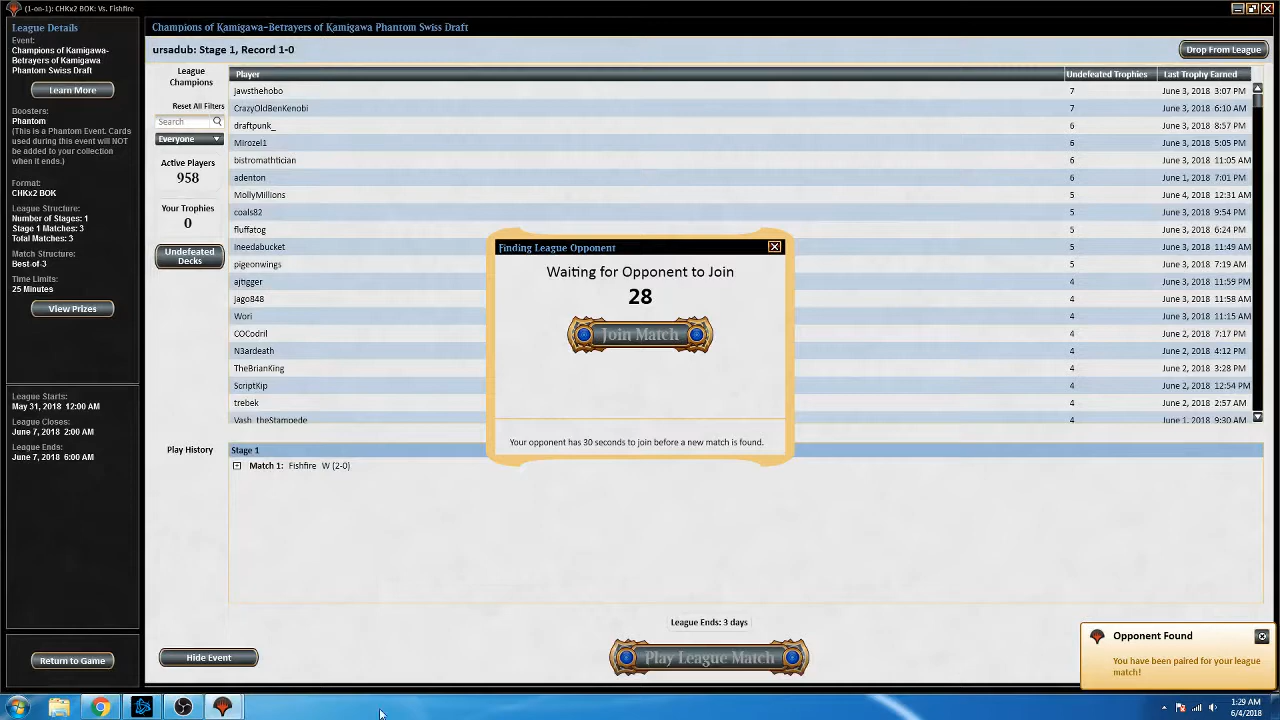 (1-on-1): CHKx2 BOK: Vs. Fishfire
League Details
Event:
Champions of Kamigawa-
Betrayers of Kamigawa
Phantom Swiss Draft
Learn More
Boosters:
Phantom
(This is a Phantom Event. Cards
used during this event will NOT
be added to your collection
when it ends.)
Format:
CHKx2 BOK
League Structure:
Number of Stages: 1
Stage 1 Matches: 3
Total Matches: 3
Match Structure:
Best of 3
Time Limits:
25 Minutes
View Prizes
League Starts:
May 31, 2018 12:00 AM
League Closes:
June 7, 2018 2:00 AM
League Ends:
June 7, 2018 6:00 AM
Return to Game
Champions of Kamigawa-Betrayers of Kamigawa Phantom Swiss Draft
ursadub: Stage 1, Record 1-0
Drop From League
League
Champions
Reset All Filters
Search
Everyone
Active Players
958
Your Trophies
0
Undefeated
Decks
Player Undefeated Trophies Last Trophy Earned
Jawsthehobo 7 June 3, 2018 3:07 PM
CrazyOldBenKenobi 7 June 3, 2018 6:10 AM
draftpunk_ 6 June 3, 2018 8:57 PM
Mirozel1 6 June 3, 2018 5:05 PM
bistromathtician 6 June 3, 2018 11:05 AM
adenton 6 June 1, 2018 7:01 PM
MollyMillions 5 June 4, 2018 12:31 AM
coals82 5 June 3, 2018 9:54 PM
fluffatog 5 June 3, 2018 6:24 PM
Ineedabucket 5 June 3, 2018 11:49 AM
pigeonwings 5 June 3, 2018 7:19 AM
ajtigger 4 June 3, 2018 11:59 PM
Jago848 4 June 3, 2018 11:58 AM
Wori 4 June 3, 2018 11:15 AM
COCodril 4 June 2, 2018 7:17 PM
N3ardeath 4 June 2, 2018 4:12 PM
TheBrianKing 4 June 2, 2018 3:28 PM
ScriptKip 4 June 2, 2018 12:54 PM
trebek 4 June 2, 2018 2:57 AM
Vash_theStampede 4 June 1, 2018 9:30 AM
Finding League Opponent
Waiting for Opponent to Join
28
Join Match
Your opponent has 30 seconds to join before a new match is found.
Play History
Stage 1
Match 1: Fishfire W (2-0)
League Ends: 3 days
Hide Event
Play League Match
Opponent Found
You have been paired for your league
match!
1:29 AM
6/4/2018